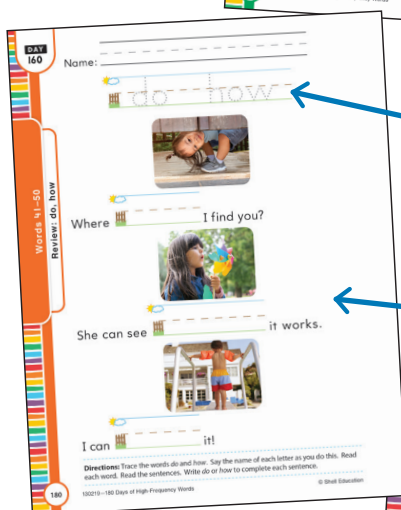 DAY
160
Name:
do how
Words 41–50
Review: do, how
Where I find you?
She can see it works.
I can it!
Directions: Trace the words do and how. Say the name of each letter as you do this. Read
each word. Read the sentences. Write do or how to complete each sentence.
180
130219—180 Days of High-Frequency Words
© Shell Education